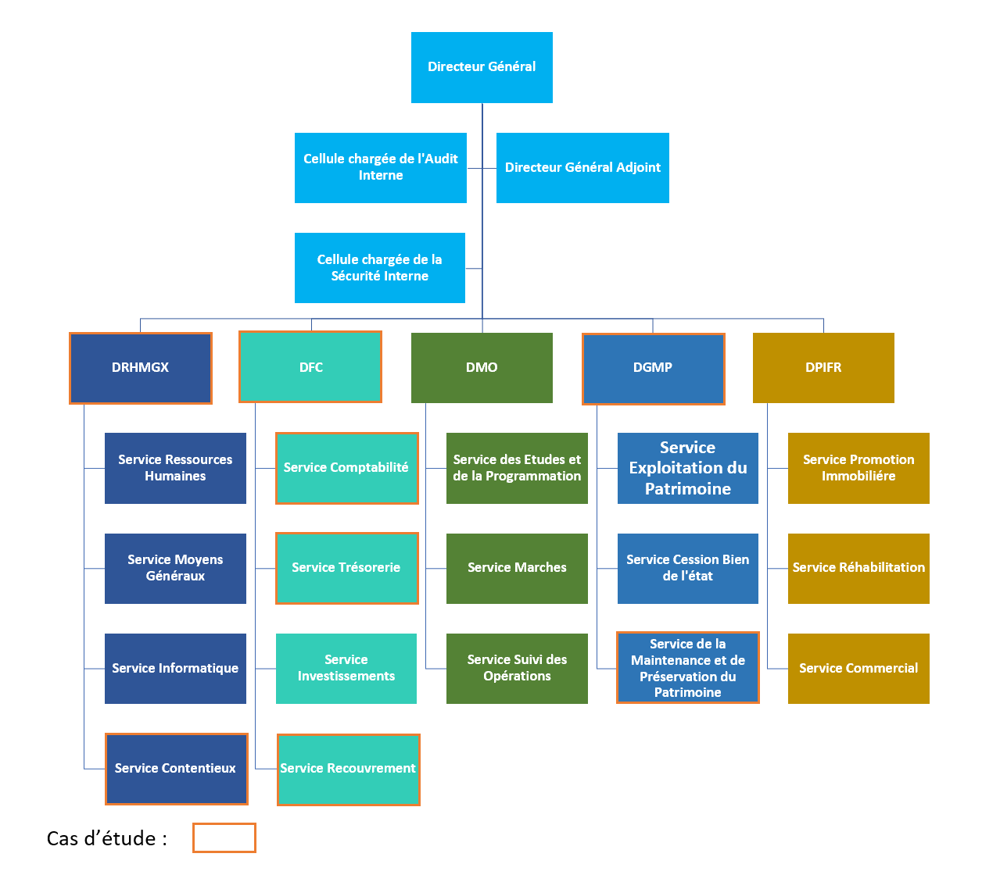 Directeur Général
Cellule chargée de l'Audit
Interne
Directeur Général Adjoint
Cellule chargée de la
Sécurité Interne
DRHMGX
DFC
DMO
DGMP
DPIFR
Service Ressources
Humaines
Service Comptabilité
Service des Etudes et
de la Programmation
Service
Exploitation du
Patrimoine
Service Promotion
Immobiliére
Service Moyens
Généraux
Service Trésorerie
Service Marches
Service Cession Bien
de l'état
Service Réhabilitation
Service Informatique
Service
Investissements
Service Suivi des
Opérations
Service de la
Maintenance et de
Préservation du
Patrimoine
Service Commercial
Service Contentieux
Service Recouvrement
Cas d’étude :